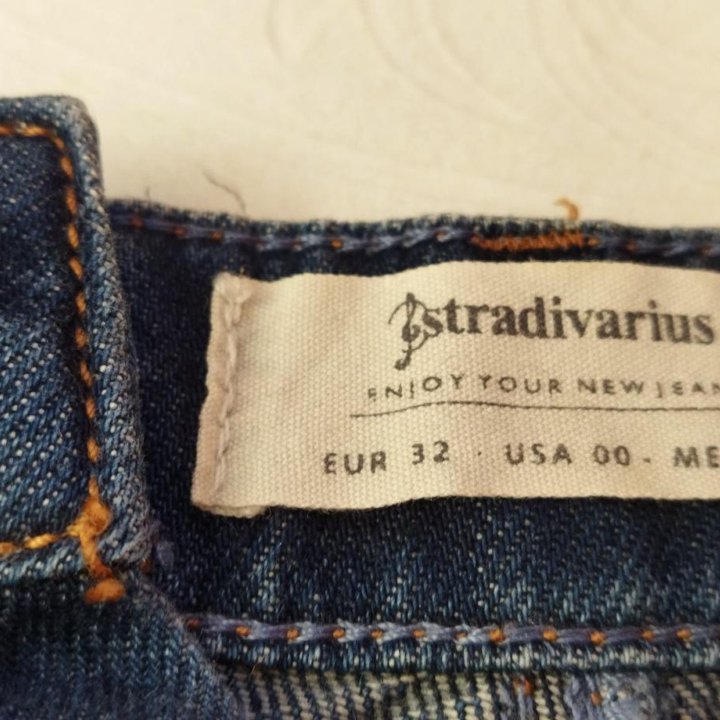 stradivarius
ENJOY YOUR NEW JEAN
EUR 32 · USA 00 - ME